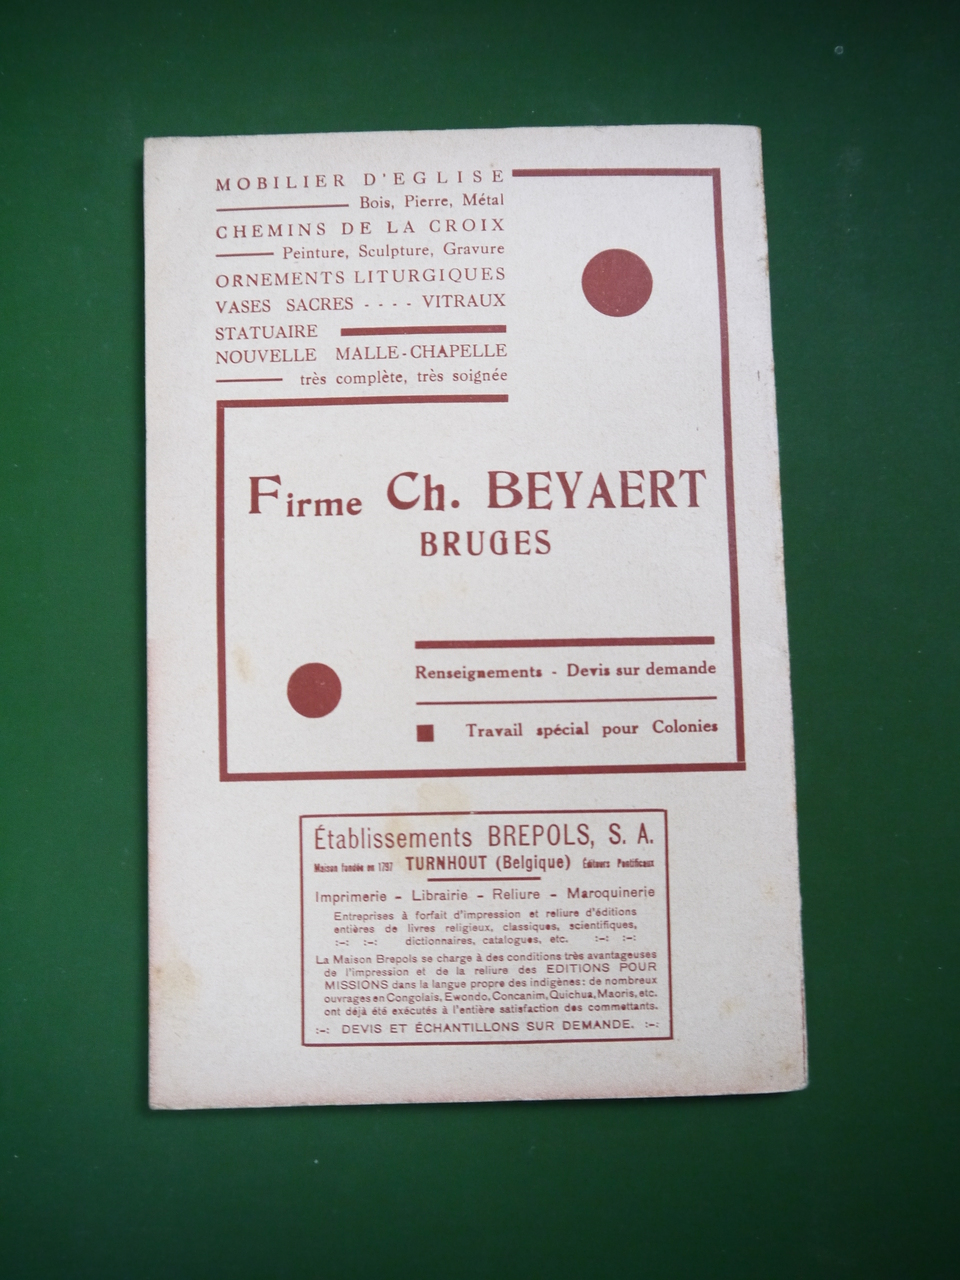 MOBILIER D'EGLISE
Bois, Pierre, Métal
CHEMINS DE LA CROIX
Peinture, Sculpture, Gravure
ORNEMENTS LITURGIQUES
VASES SACRES - - - - VITRAUX
STATUAIRE
NOUVELLE MALLE-CHAPELLE
très complète, très soignée
Firme Ch. BEYAERT
BRUGES
Renseignements - Devis sur demande
Travail spécial pour Colonies
Établissements BREPOLS, S. A.
Maison fondée en 1797 TURNHOUT (Belgique) Éditeurs Pontificaux
Imprimerie - Librairie - Reliure - Maroquinerie
Entreprises à forfait d'impression et reliure d'éditions
entières de livres religieux, classiques, scientifiques,
:-: :-: dictionnaires, catalogues, etc. :-: :-:
La Maison Brepols se charge à des conditions très avantageuses
de l'impression et de la reliure des EDITIONS POUR
MISSIONS dans la langue propre des indigènes: de nombreux
ouvrages en Congolais, Ewondo, Concanim, Quichua, Maoris, etc.
ont déjà été exécutés à l'entière satisfaction des commettants.
:-: DEVIS ET ÉCHANTILLONS SUR DEMANDE. :-: